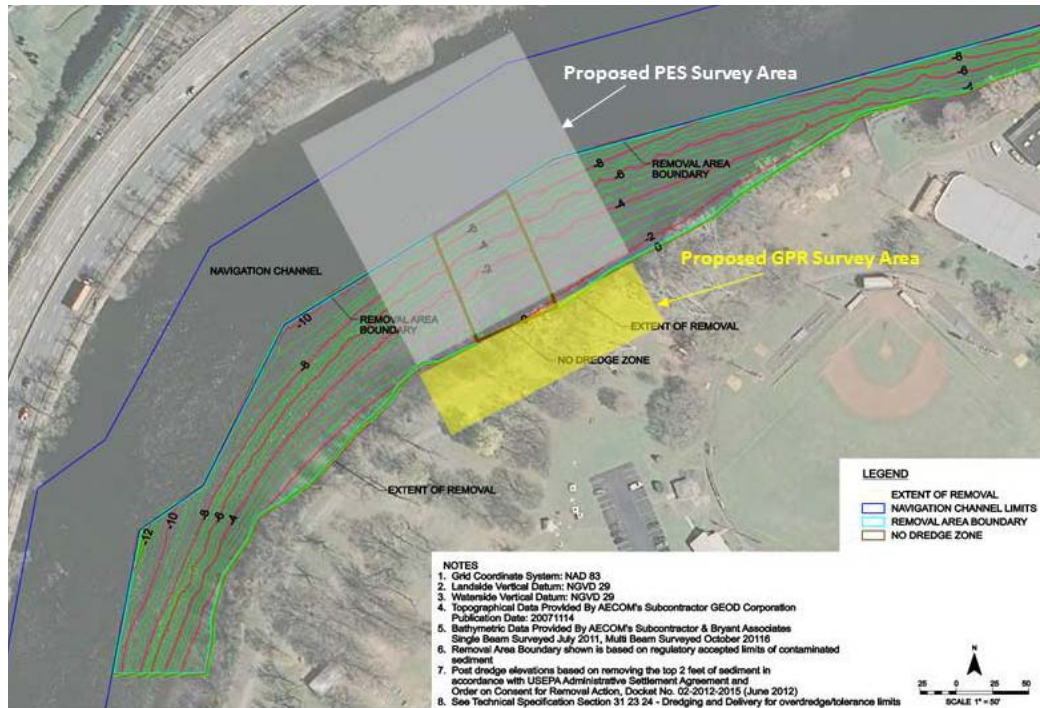 Proposed PES Survey Area
-8
-6
-4
REMOVAL AREA
BOUNDARY
-8
-6
-4
-2
0
-6
-4
-2
NAVIGATION CHANNEL
Proposed GPR Survey Area
-10
REMOVAL AREA
BOUNDARY
0
EXTENT OF REMOVAL
NO DREDGE ZONE
-8
EXTENT OF REMOVAL
-12
-10
-8
-6
-4
LEGEND
EXTENT OF REMOVAL
NAVIGATION CHANNEL LIMITS
REMOVAL AREA BOUNDARY
NO DREDGE ZONE
NOTES
1. Grid Coordinate System: NAD 83
2. Landside Vertical Datum: NGVD 29
3. Waterside Vertical Datum: NGVD 29
4. Topographical Data Provided By AECOM's Subcontractor GEOD Corporation
Publication Date: 20071114
5. Bathymetric Data Provided By AECOM's Subcontractor & Bryant Associates
Single Beam Surveyed July 2011, Multi Beam Surveyed October 20116
6. Removal Area Boundary shown is based on regulatory accepted limits of contaminated
sediment
7. Post dredge elevations based on removing the top 2 feet of sediment in
accordance with USEPA Administrative Settlement Agreement and
Order on Consent for Removal Action, Docket No. 02-2012-2015 (June 2012)
8. See Technical Specification Section 31 23 24 - Dredging and Delivery for overdredge/tolerance limits
N
25 0 25 50
SCALE 1" = 50'